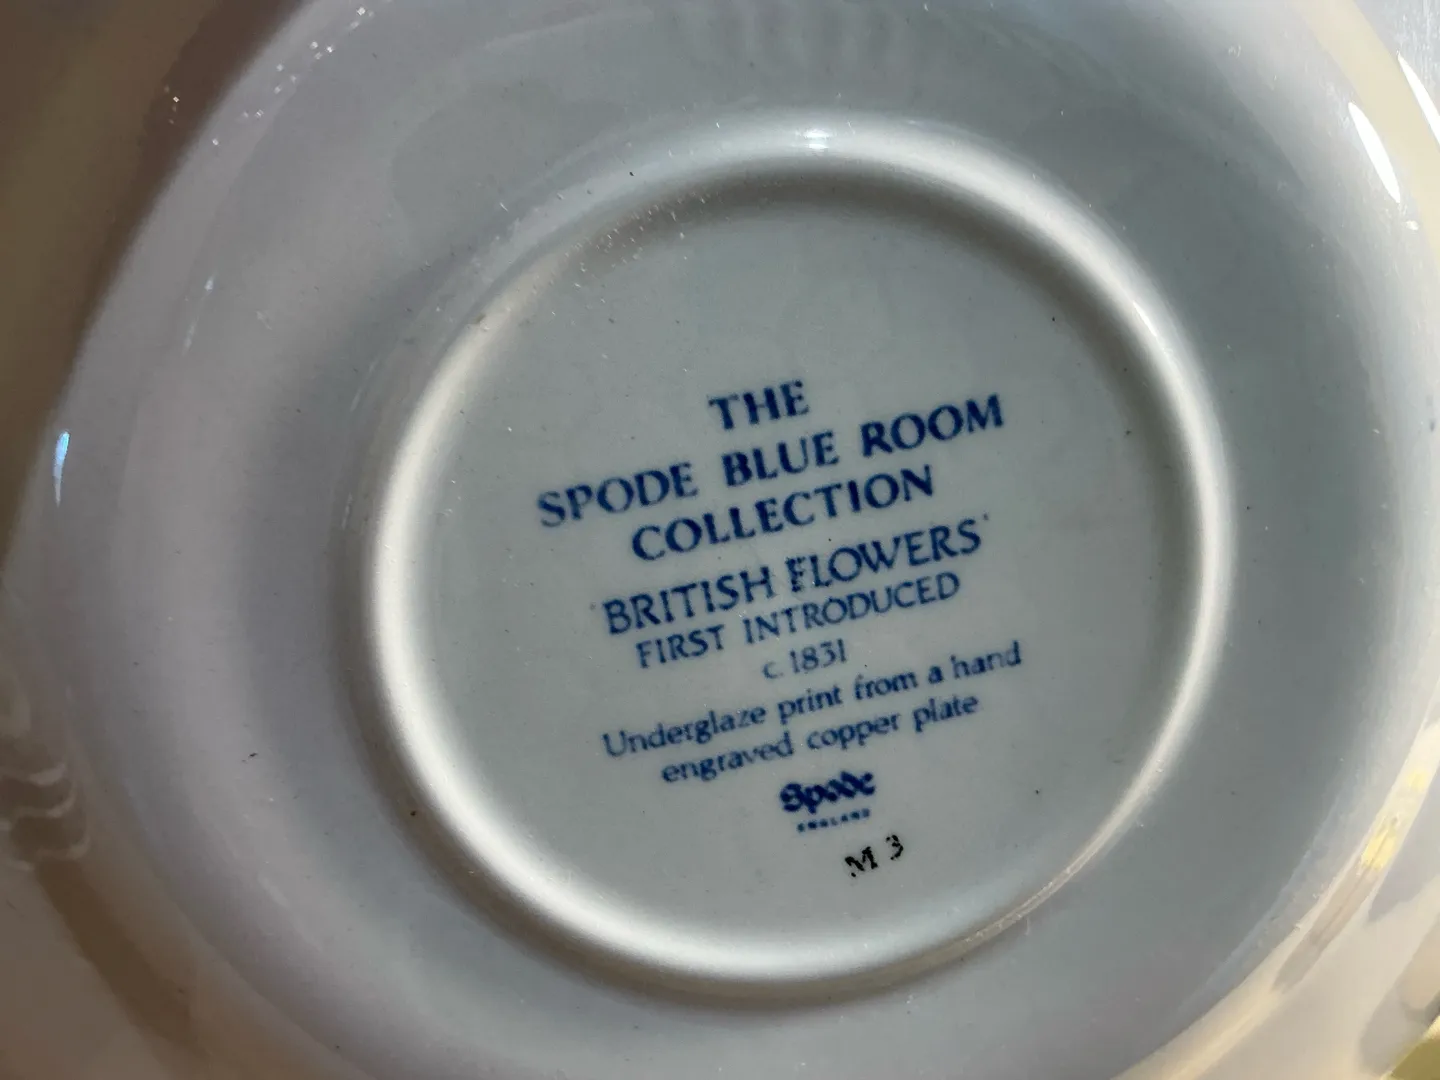 THE
SPODE BLUE ROOM
COLLECTION
'BRITISH FLOWERS'
FIRST INTRODUCED
c. 1831
Underglaze print from a hand
engraved copper plate
Spode
ENGLAND
M 3